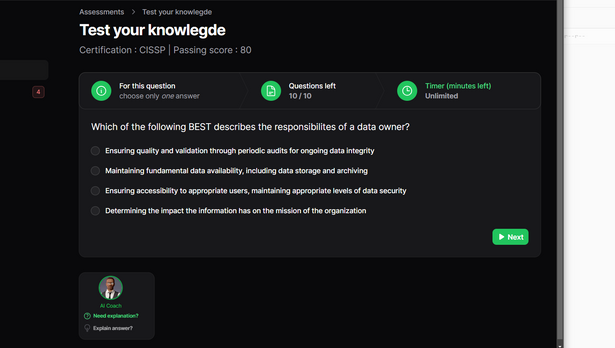 Assessments > Test your knowlegde
Test your knowlegde
Certification : CISSP | Passing score : 80
4
For this question
choose only one answer
Questions left
10 / 10
Timer (minutes left)
Unlimited
Which of the following BEST describes the responsibilites of a data owner?
Ensuring quality and validation through periodic audits for ongoing data integrity
Maintaining fundamental data availability, including data storage and archiving
Ensuring accessibility to appropriate users, maintaining appropriate levels of data security
Determining the impact the information has on the mission of the organization
Next
AI Coach
Need explanation?
Explain answer?